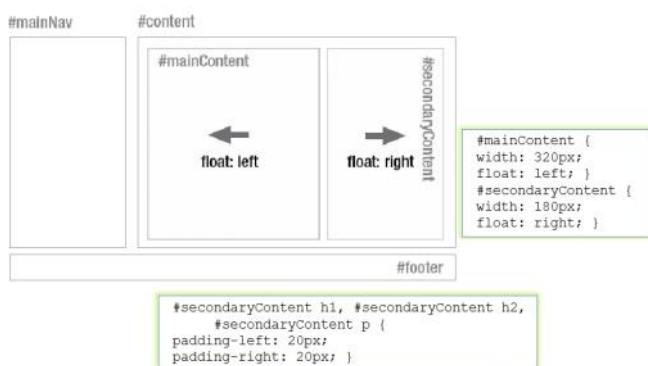 #mainNav
#content
#mainContent
#secondaryContent
float: left
float: right
#mainContent {
width: 320px;
float: left; }
#secondaryContent {
width: 180px;
float: right; }
#footer
#secondaryContent h1, #secondaryContent h2,
#secondaryContent p {
padding-left: 20px;
padding-right: 20px; }